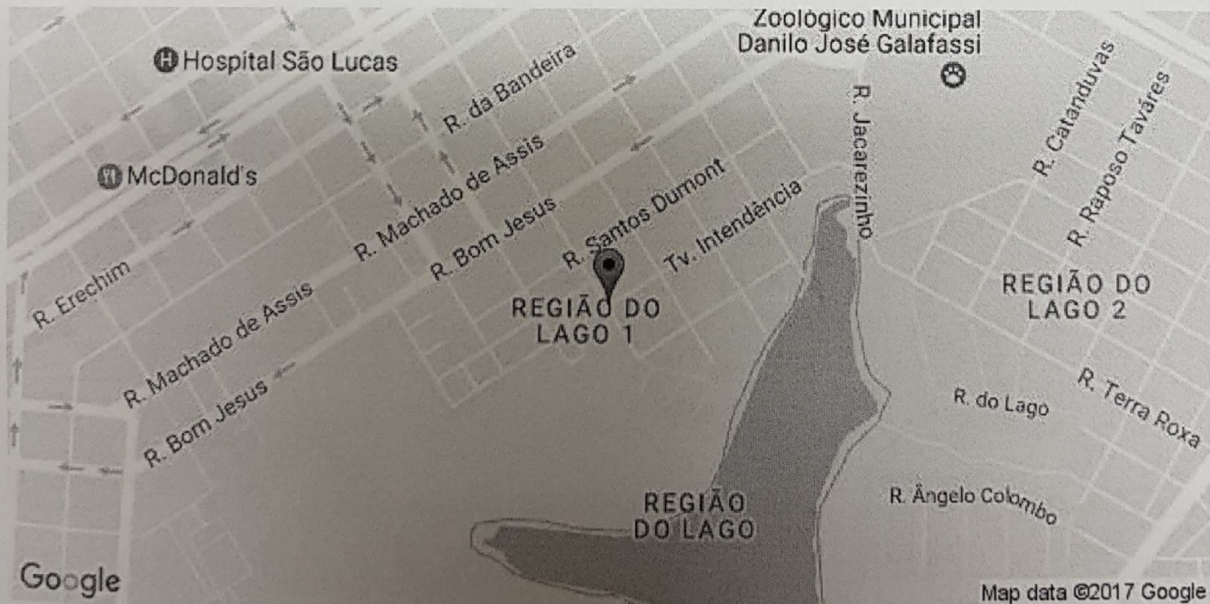 Zoológico Municipal
Danilo José Galafassi
H Hospital São Lucas
McDonald's
R. da Bandeira
R. Machado de Assis
R. Bom Jesus
R. Santos Dumont
Tv. Intendência
R. Jacarezinho
R. Catanduvas
R. Raposo Taváres
R. Erechim
R. Machado de Assis
R. Bom Jesus
REGIÃO DO
LAGO 1
REGIÃO DO
LAGO 2
R. do Lago
R. Terra Roxa
R. Ângelo Colombo
REGIÃO
DO LAGO
Google
Map data ©2017 Google